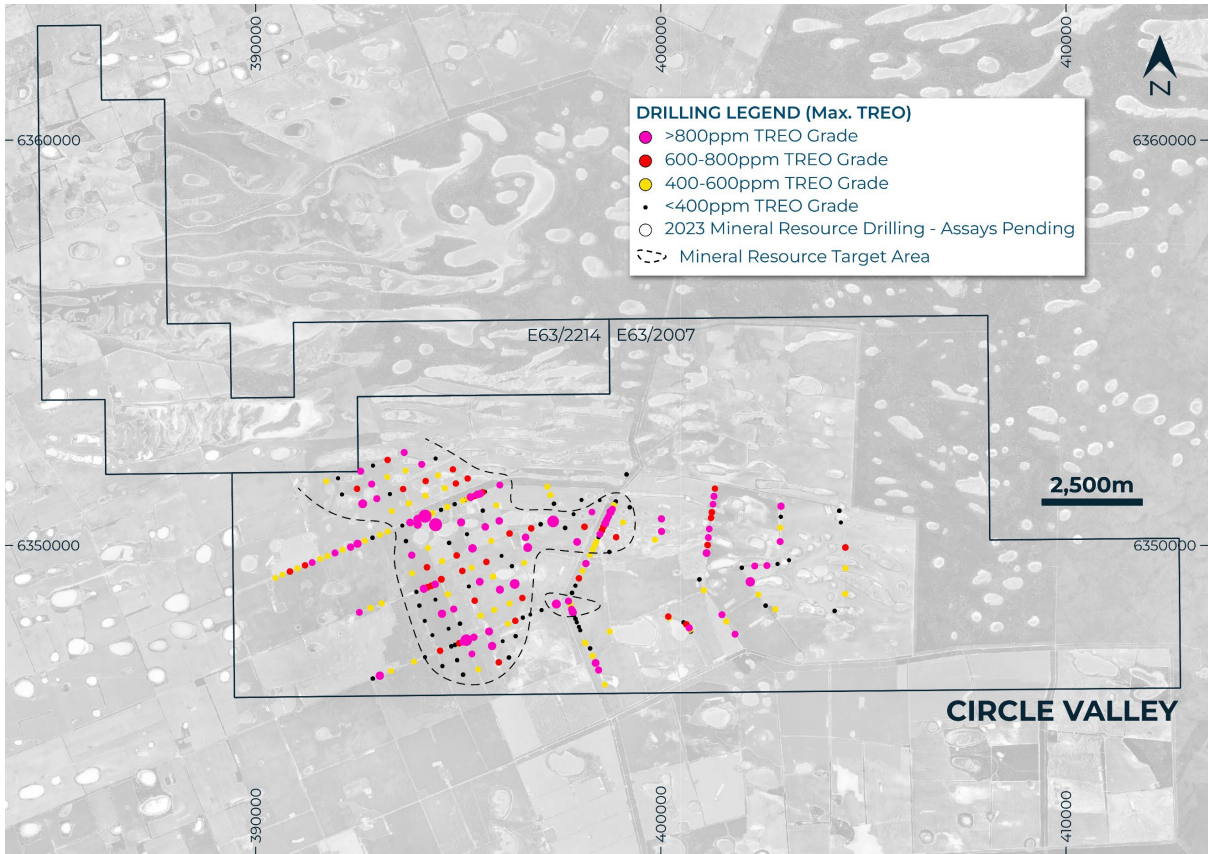 390000
400000
410000
N
DRILLING LEGEND (Max. TREO)
>800ppm TREO Grade
600-800ppm TREO Grade
400-600ppm TREO Grade
<400ppm TREO Grade
2023 Mineral Resource Drilling - Assays Pending
Mineral Resource Target Area
6360000
6360000
E63/2214
E63/2007
2,500m
6350000
6350000
CIRCLE VALLEY
390000
400000
410000